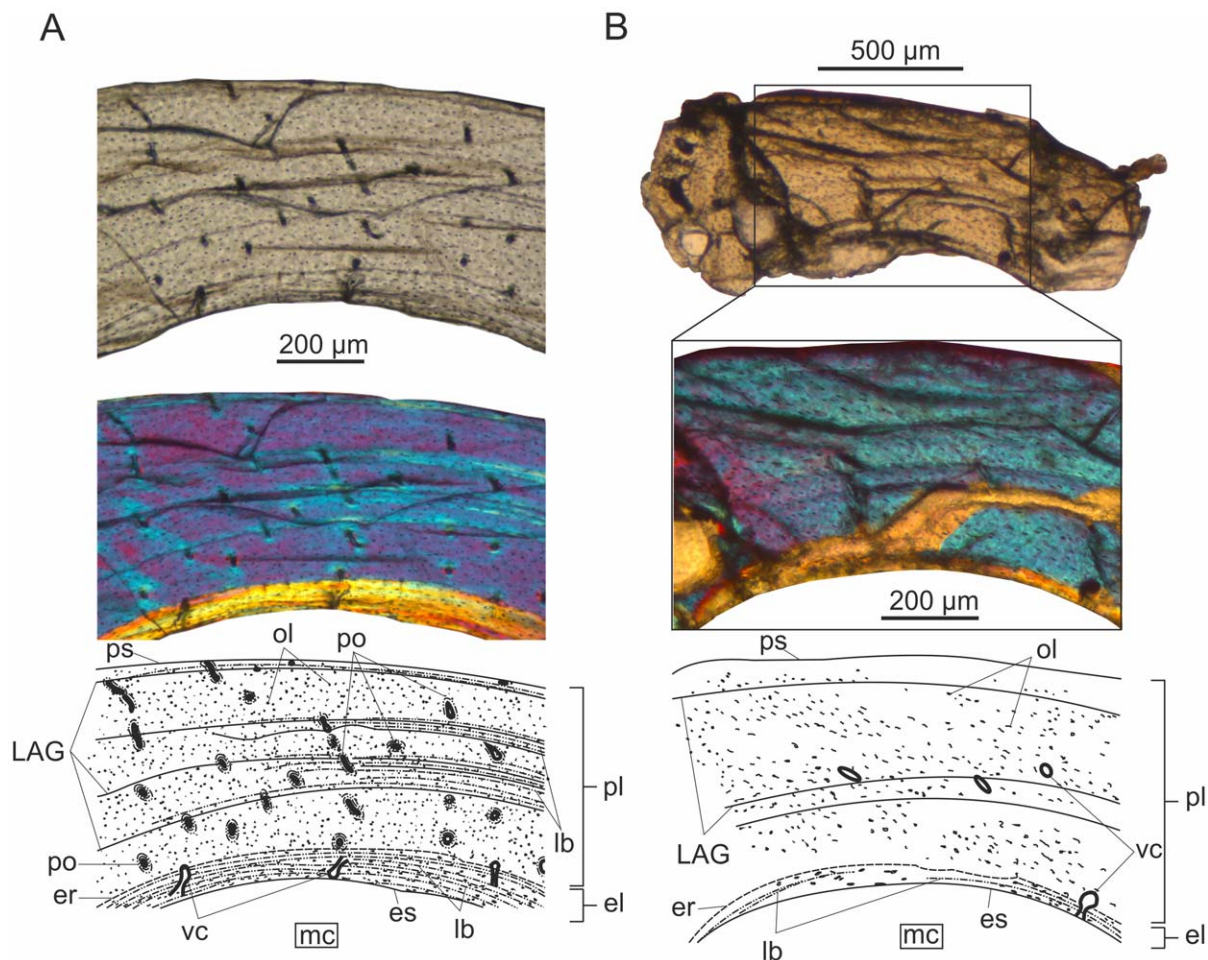 A
B
500 µm
200 µm
200 µm
ps
ol
po
LAG
pl
lb
po
er
vc
mc
es
lb
el
ps
ol
LAG
pl
vc
er
lb
mc
es
el